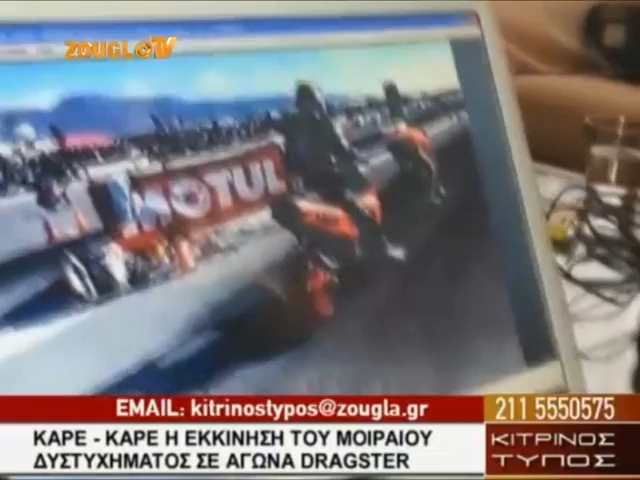 ZOUGLA TV
MOTUL
EMAIL: kitrinostypos@zougla.gr
211 5550575
ΚΑΡΕ - ΚΑΡΕ Η ΕΚΚΙΝΗΣΗ ΤΟΥ ΜΟΙΡΑΙΟΥ
ΔΥΣΤΥΧΗΜΑΤΟΣ ΣΕ ΑΓΩΝΑ DRAGSTER
ΚΙΤΡΙΝΟΣ
ΤΥΠΟΣ